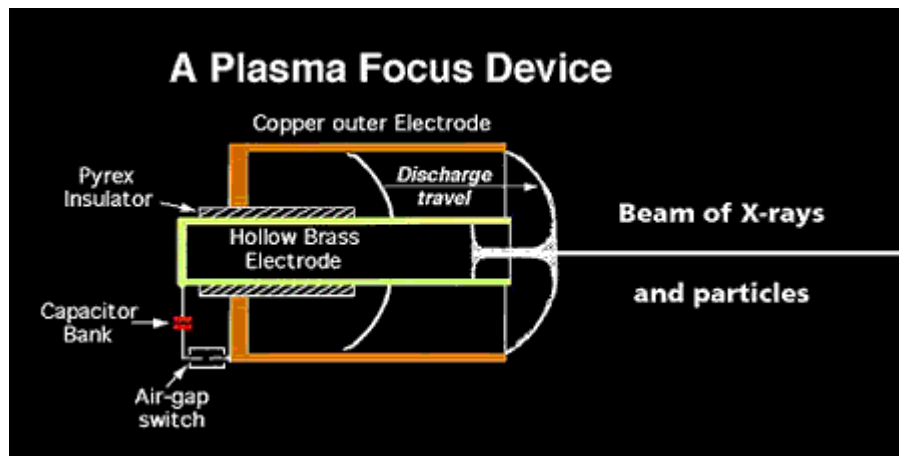 A Plasma Focus Device
Copper outer Electrode
Pyrex
Insulator
Discharge
travel
Hollow Brass
Electrode
Beam of X-rays
and particles
Capacitor
Bank
Air-gap
switch